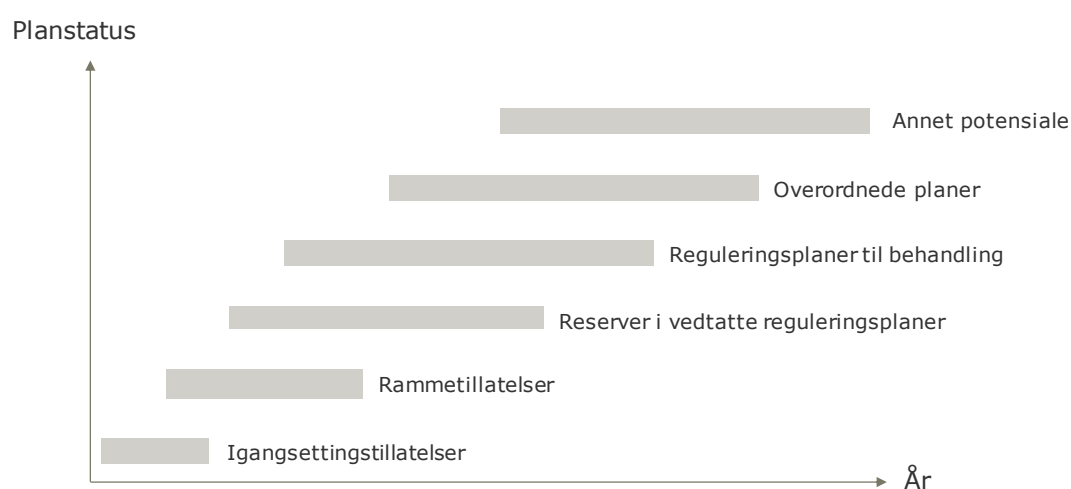 Planstatus
Annet potensiale
Overordnede planer
Reguleringsplaner til behandling
Reserver i vedtatte reguleringsplaner
Rammetillatelser
Igangsettingstillatelser
År